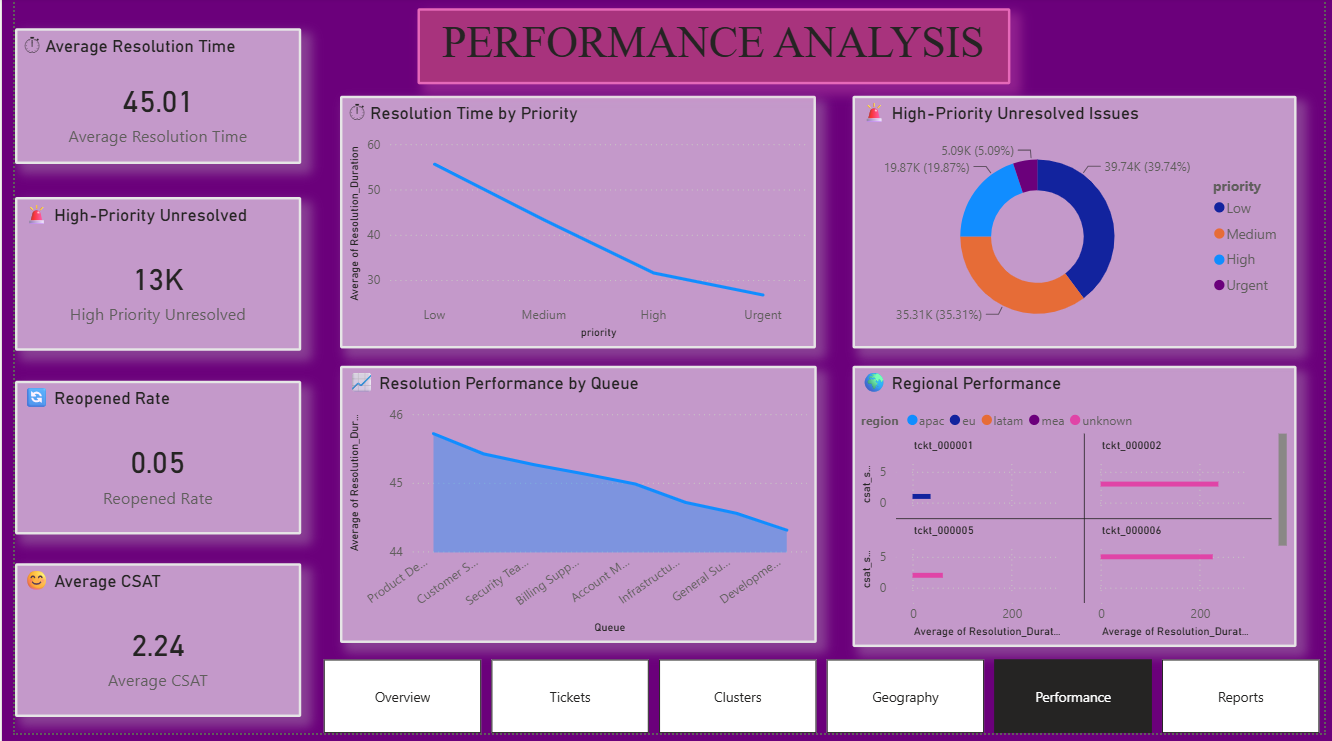 PERFORMANCE ANALYSIS
Average Resolution Time
45.01
Average Resolution Time
High-Priority Unresolved
13K
High Priority Unresolved
Reopened Rate
0.05
Reopened Rate
Average CSAT
2.24
Average CSAT
Resolution Time by Priority
Average of Resolution_Duration
60
50
40
30
Low Medium High Urgent
priority
High-Priority Unresolved Issues
5.09K (5.09%)
19.87K (19.87%)
39.74K (39.74%)
35.31K (35.31%)
priority
Low
Medium
High
Urgent
Resolution Performance by Queue
Average of Resolution_Dur...
46
45
44
Product De... Customer S... Security Tea... Billing Supp... Account M... Infrastructu... General Su... Developme...
Queue
Regional Performance
region apac eu latam mea unknown
tckt_000001 tckt_000002
csat_s...
5 
0
tckt_000005 tckt_000006
csat_s...
5
0
0 200 0 200
Average of Resolution_Durat... Average of Resolution_Durat...
Overview Tickets Clusters Geography Performance Reports